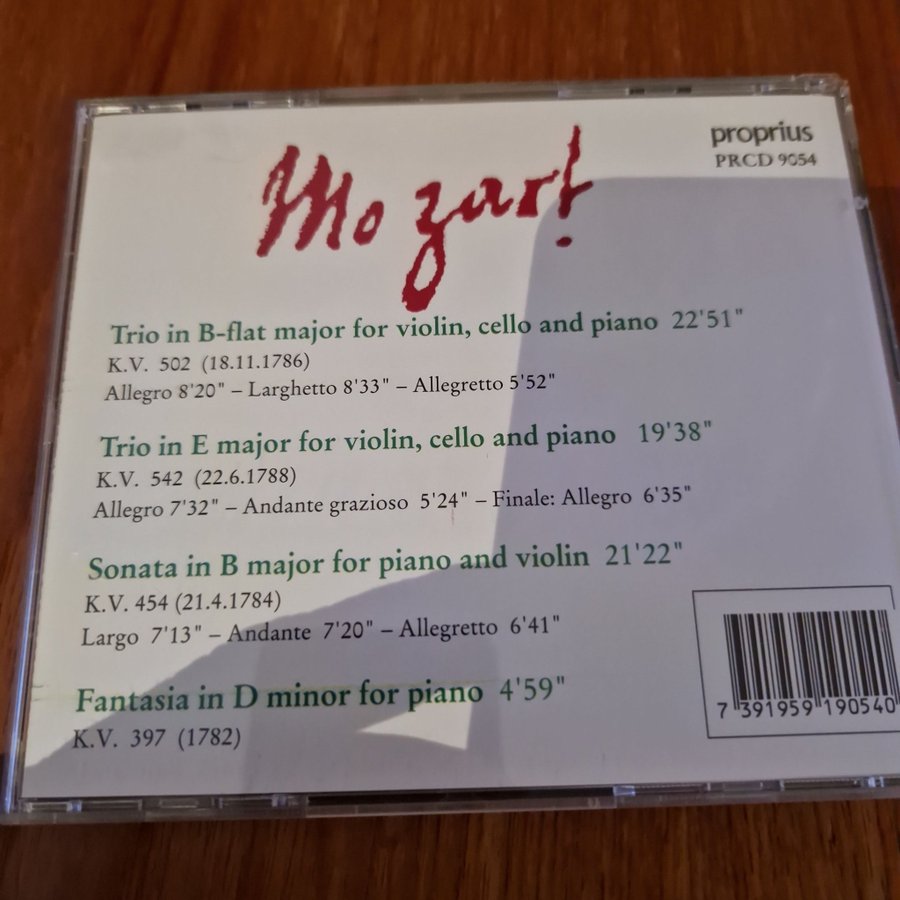 Mozart
proprius
PRCD 9054
Trio in B-flat major for violin, cello and piano 22'51"
K.V. 502 (18.11.1786)
Allegro 8'20" – Larghetto 8'33" – Allegretto 5'52"
Trio in E major for violin, cello and piano 19'38"
K.V. 542 (22.6.1788)
Allegro 7'32" – Andante grazioso 5'24" – Finale: Allegro 6'35"
Sonata in B major for piano and violin 21'22"
K.V. 454 (21.4.1784)
Largo 7'13" – Andante 7'20" – Allegretto 6'41"
Fantasia in D minor for piano 4'59"
K.V. 397 (1782)
7 391959 190540